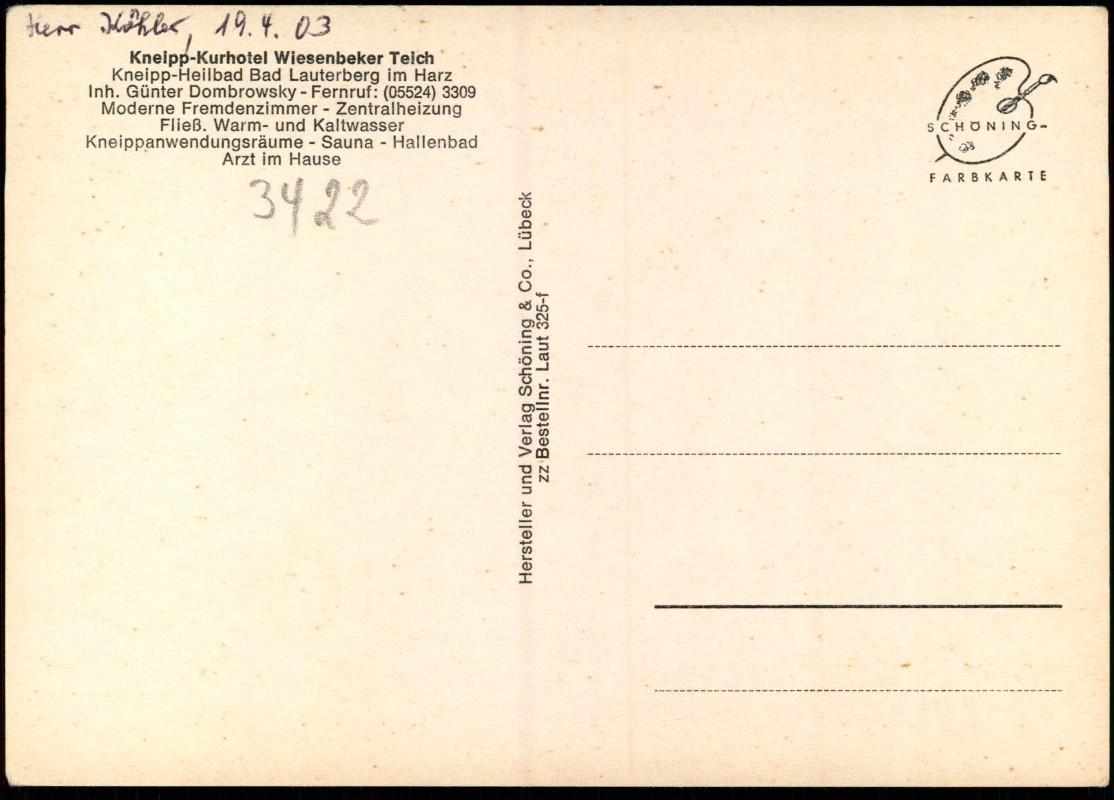 Herr Köhler, 19.4.03
Kneipp-Kurhotel Wiesenbeker Teich
Kneipp-Heilbad Bad Lauterberg im Harz
Inh. Günter Dombrowsky - Fernruf: (05524) 3309
Moderne Fremdenzimmer - Zentralheizung
Fließ. Warm- und Kaltwasser
Kneippanwendungsräume - Sauna - Hallenbad
Arzt im Hause
3422
Hersteller und Verlag Schöning & Co., Lübeck
zz Bestellnr. Laut 325-f
SCHÖNING-
FARBKARTE